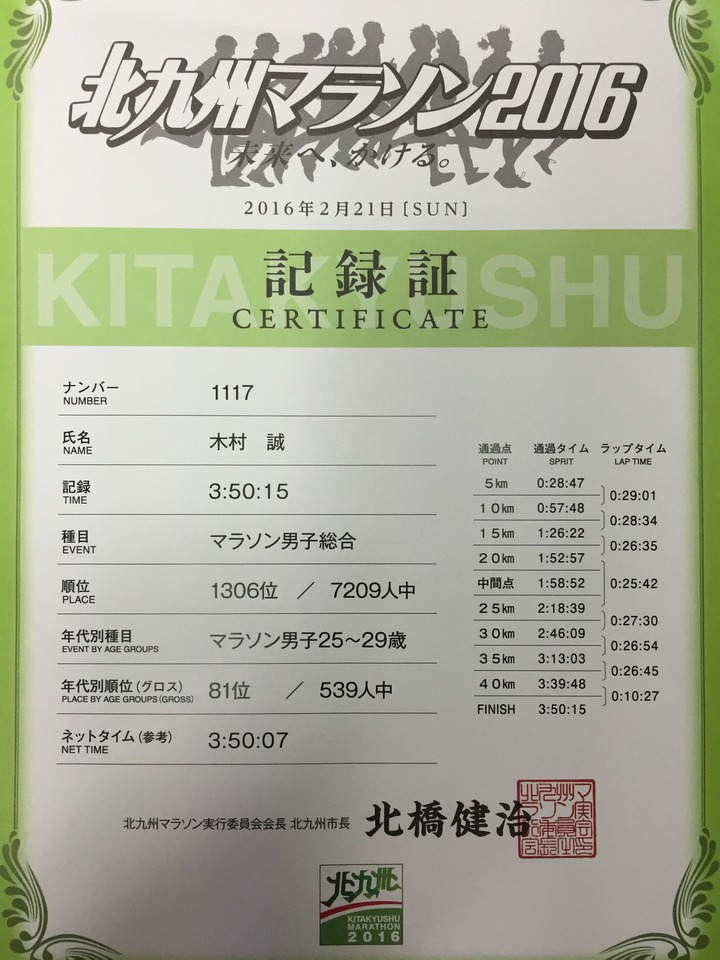 北九州マラソン2016
未来へ、かける。
2016年2月21日〔SUN〕
KITAKYUSHU
記録証
CERTIFICATE
ナンバー
NUMBER
1117
氏名
NAME
木村 誠
記録
TIME
3:50:15
種目
EVENT
マラソン男子総合
順位
PLACE
1306位 / 7209人中
年代別種目
EVENT BY AGE GROUPS
マラソン男子25〜29歳
年代別順位(グロス)
PLACE BY AGE GROUPS(GROSS)
81位 / 539人中
ネットタイム(参考)
NET TIME
3:50:07
通過点 通過タイム ラップタイム
POINT SPRIT LAP TIME
5km 0:28:47
0:29:01
10km 0:57:48
0:28:34
15km 1:26:22
0:26:35
20km 1:52:57
中間点 1:58:52
0:25:42
25km 2:18:39
0:27:30
30km 2:46:09
0:26:54
35km 3:13:03
0:26:45
40km 3:39:48
0:10:27
FINISH 3:50:15
北九州マラソン実行委員会会長 北九州市長 北橋健治
北九州
KITAKYUSHU
MARATHON
2016